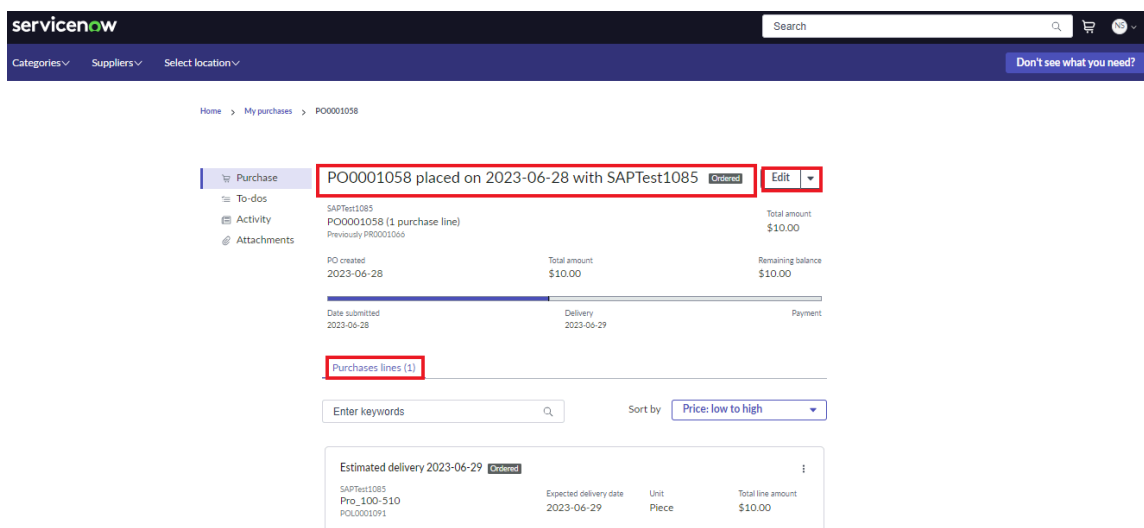 servicenow
Search
NS
Categories Suppliers Select location
Don't see what you need?
Home > My purchases > PO0001058
Purchase
To-dos
Activity
Attachments
PO0001058 placed on 2023-06-28 with SAPTest1085 Ordered
Edit
SAPTest1085
PO0001058 (1 purchase line)
Previously PR0001066
Total amount
$10.00
PO created
2023-06-28
Total amount
$10.00
Remaining balance
$10.00
Date submitted
2023-06-28
Delivery
2023-06-29
Payment
Purchases lines (1)
Enter keywords
Sort by Price: low to high
Estimated delivery 2023-06-29 Ordered
SAPTest1085
Pro_100-510
POL0001091
Expected delivery date
2023-06-29
Unit
Piece
Total line amount
$10.00